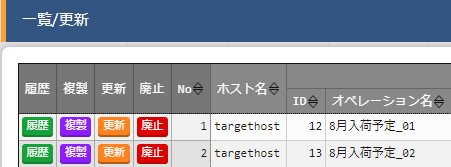 一覧/更新
履歴 複製 更新 廃止 No ホスト名
ID オペレーション名
履歴 複製 更新 廃止 1 targethost 12 8月入荷予定_01
履歴 複製 更新 廃止 2 targethost 13 8月入荷予定_02